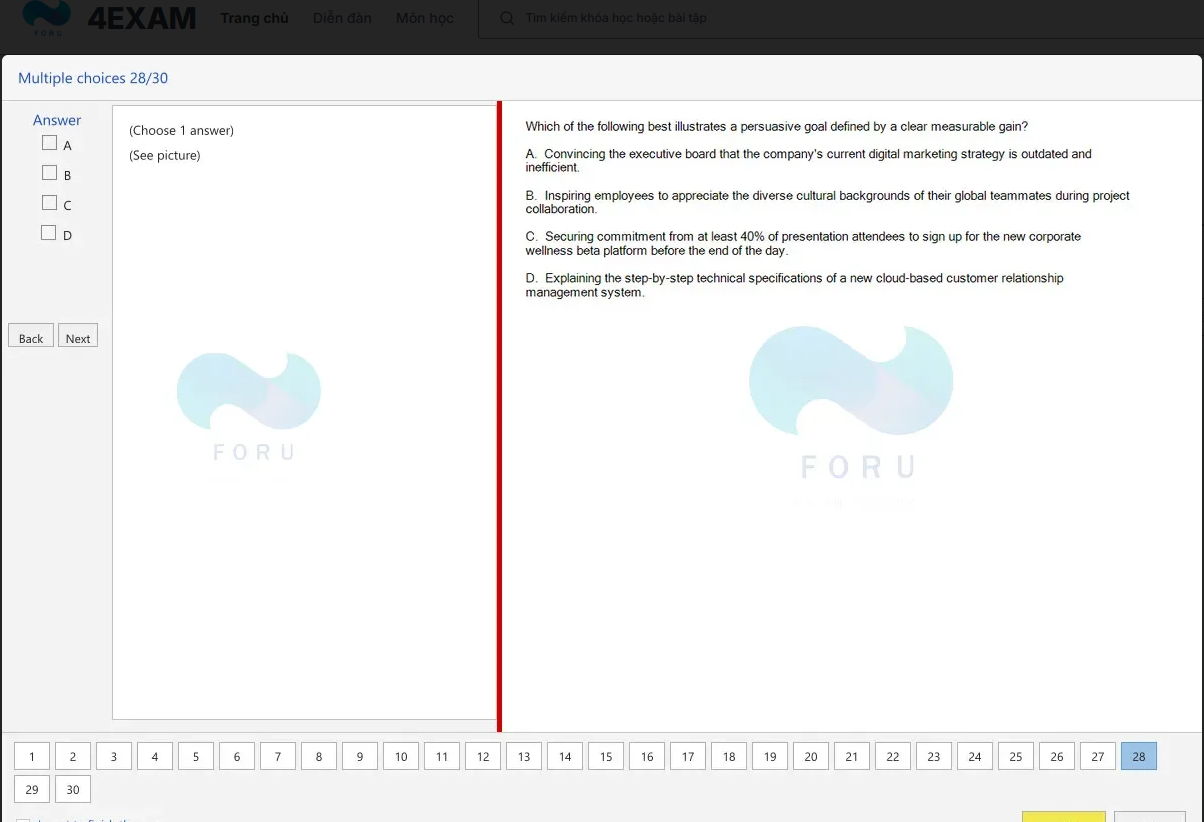 FORU
4EXAM
Trang chủ
Diễn đàn
Môn học
Tìm kiếm khóa học hoặc bài tập
Multiple choices 28/30
Answer
A
B
C
D
Back
Next
(Choose 1 answer)
(See picture)
FORU
Which of the following best illustrates a persuasive goal defined by a clear measurable gain?
A. Convincing the executive board that the company's current digital marketing strategy is outdated and
inefficient.
B. Inspiring employees to appreciate the diverse cultural backgrounds of their global teammates during project
collaboration.
C. Securing commitment from at least 40% of presentation attendees to sign up for the new corporate
wellness beta platform before the end of the day.
D. Explaining the step-by-step technical specifications of a new cloud-based customer relationship
management system.
FORU
1 2 3 4 5 6 7 8 9 10 11 12 13 14 15 16 17 18 19 20 21 22 23 24 25 26 27 28
29 30